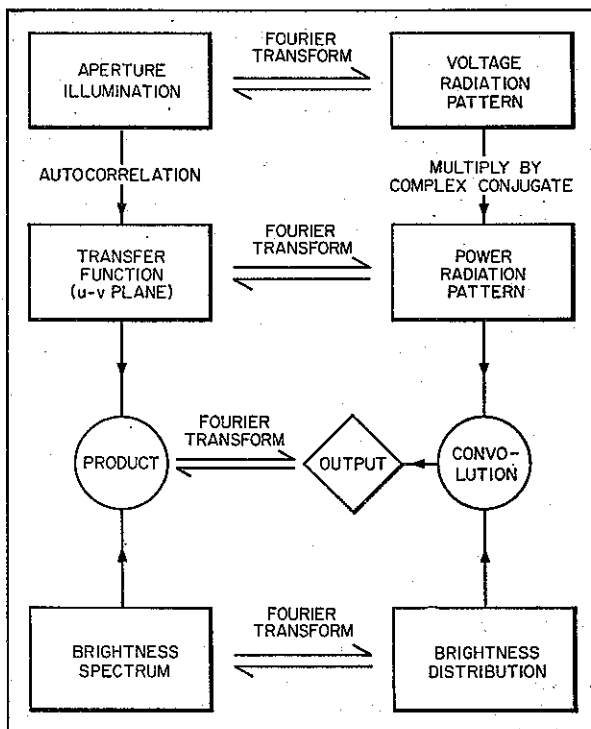 APERTURE
ILLUMINATION
FOURIER
TRANSFORM
VOLTAGE
RADIATION
PATTERN
AUTOCORRELATION
MULTIPLY BY
COMPLEX CONJUGATE
TRANSFER
FUNCTION
(u-v PLANE)
FOURIER
TRANSFORM
POWER
RADIATION
PATTERN
PRODUCT
FOURIER
TRANSFORM
OUTPUT
CONVO-
LUTION
BRIGHTNESS
SPECTRUM
FOURIER
TRANSFORM
BRIGHTNESS
DISTRIBUTION